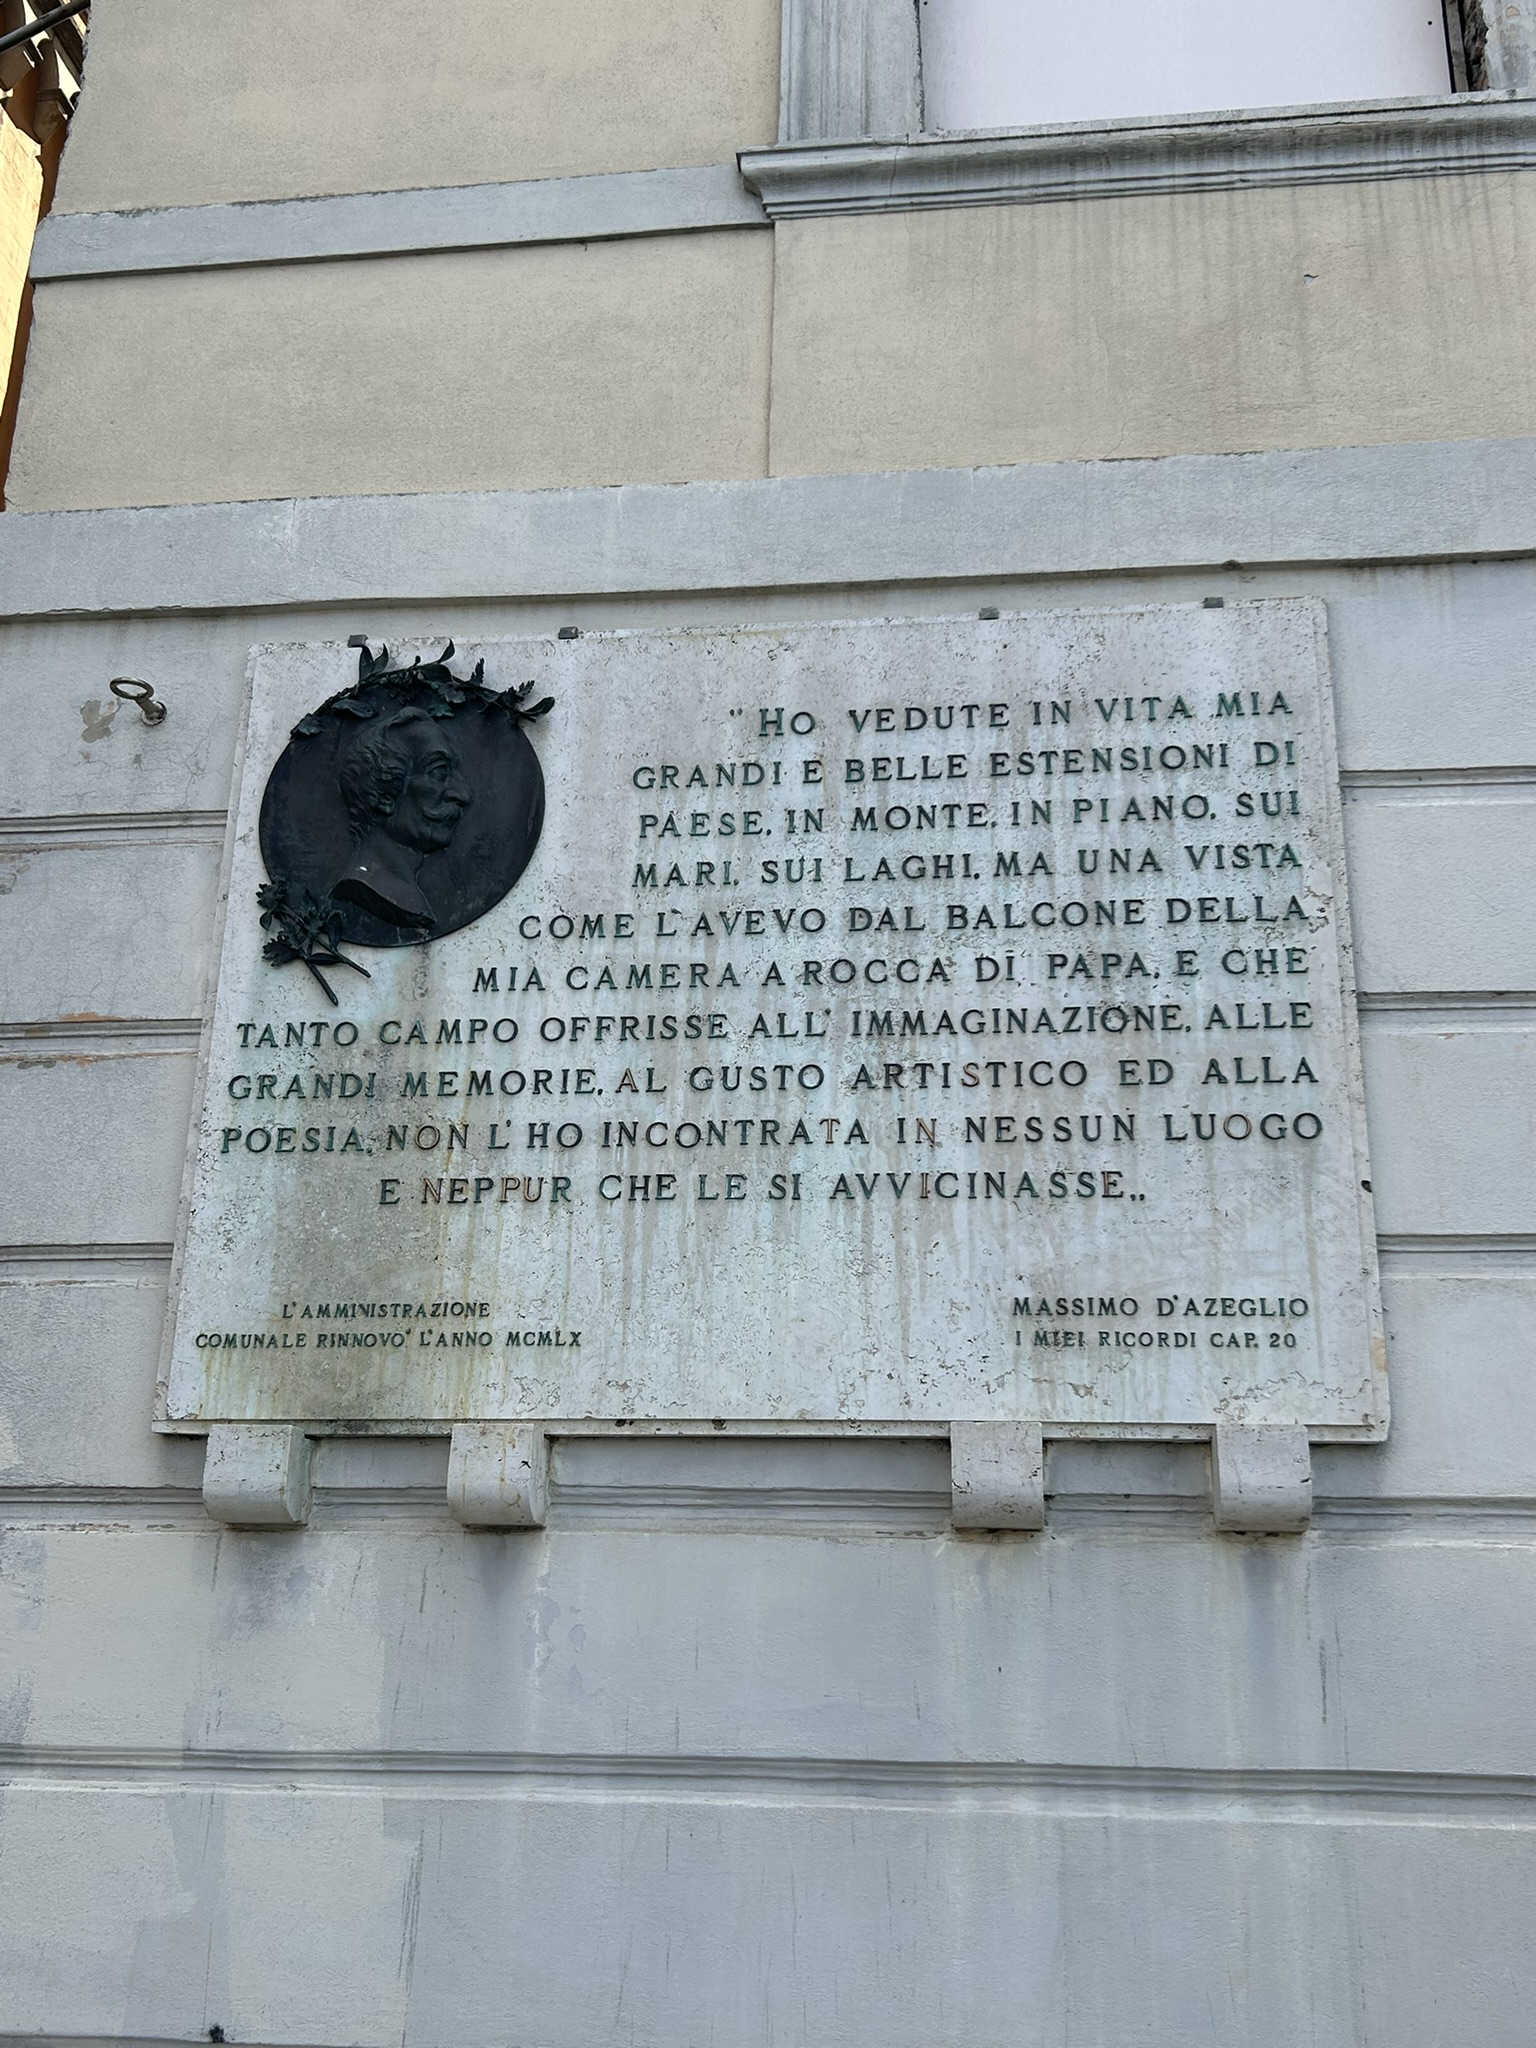 "HO VEDUTE IN VITA MIA
GRANDI E BELLE ESTENSIONI DI
PAESE, IN MONTE, IN PIANO, SUI
MARI, SUI LAGHI, MA UNA VISTA
COME L'AVEVO DAL BALCONE DELLA
MIA CAMERA A ROCCA DI PAPA, E CHE
TANTO CAMPO OFFRISSE ALL' IMMAGINAZIONE, ALLE
GRANDI MEMORIE, AL GUSTO ARTISTICO ED ALLA
POESIA, NON L'HO INCONTRATA IN NESSUN LUOGO
E NEPPUR CHE LE SI AVVICINASSE„
L'AMMINISTRAZIONE
COMUNALE RINNOVO' L'ANNO MCMLX
MASSIMO D'AZEGLIO
I MIEI RICORDI CAP. 20